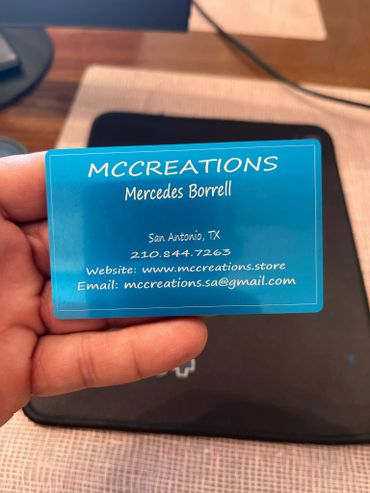 MCCREATIONS
Mercedes Borrell
San Antonio, TX
210.844.7263
Website: www.mccreations.store
Email: mccreations.sa@gmail.com